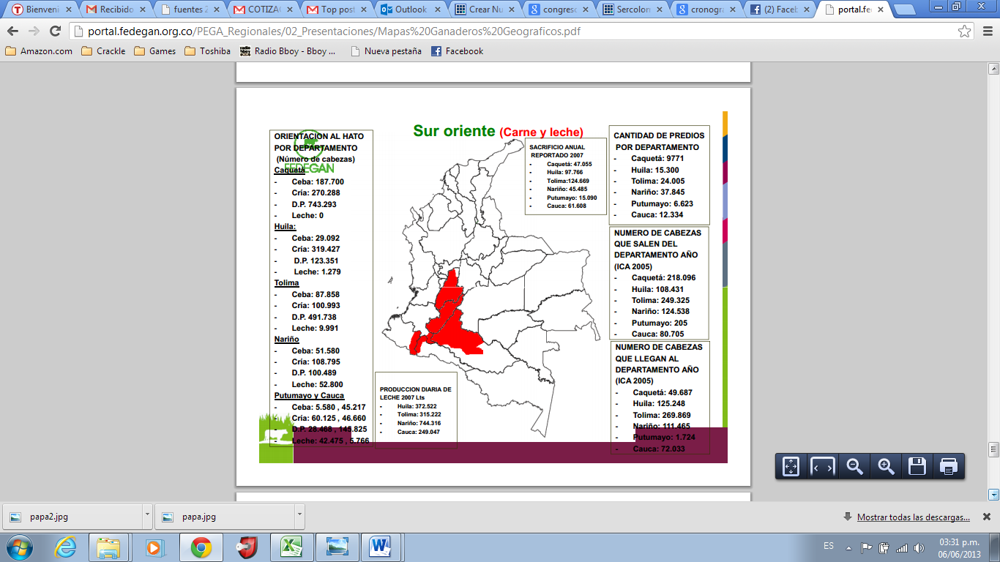 Bienveni
Recibido
fuentes 2
COTIZAC
Top post
Outlook
Crear Nu
congreso
Sercolom
cronogra
(2) Faceb
portal.fe
portal.fedegan.org.co/PEGA_Regionales/02_Presentaciones/Mapas%20Ganaderos%20Geograficos.pdf
Amazon.com
Crackle
Games
Toshiba
Radio Bboy - Bboy ...
Nueva pestaña
Facebook
Sur oriente (Carne y leche)
ORIENTACION AL HATO
POR DEPARTAMENTO
(Número de cabezas)
FEDEGAN
Caquetá
- Ceba: 187.700
- Cría: 270.288
- D.P. 743.293
- Leche: 0
Huila:
- Ceba: 29.092
- Cría: 319.427
- D.P. 123.351
- Leche: 1.279
Tolima
- Ceba: 87.858
- Cría: 100.993
- D.P. 491.738
- Leche: 9.991
Nariño
- Ceba: 51.580
- Cría: 108.795
- D.P. 100.489
- Leche: 52.800
Putumayo y Cauca
- Ceba: 5.580 , 45.217
- Cría: 60.125 , 46.660
- D.P. 28.468 , 145.825
- Leche: 42.475 , 5.766
PRODUCCION DIARIA DE
LECHE 2007 Lts
- Huila: 372.522
- Tolima: 315.222
- Nariño: 744.316
- Cauca: 249.047
SACRIFICIO ANUAL
REPORTADO 2007
- Caquetá: 47.055
- Huila: 97.766
- Tolima:124.669
- Nariño: 45.485
- Putumayo: 15.090
- Cauca: 61.608
CANTIDAD DE PREDIOS
POR DEPARTAMENTO
- Caquetá: 9771
- Huila: 15.300
- Tolima: 24.005
- Nariño: 37.845
- Putumayo: 6.623
- Cauca: 12.334
NUMERO DE CABEZAS
QUE SALEN DEL
DEPARTAMENTO AÑO
(ICA 2005)
- Caquetá: 218.096
- Huila: 108.431
- Tolima: 249.325
- Nariño: 124.538
- Putumayo: 205
- Cauca: 80.705
NUMERO DE CABEZAS
QUE LLEGAN AL
DEPARTAMENTO AÑO
(ICA 2005)
- Caquetá: 49.687
- Huila: 125.248
- Tolima: 269.869
- Nariño: 111.465
- Putumayo: 1.724
- Cauca: 72.033
papa2.jpg
papa.jpg
Mostrar todas las descargas...
ES
03:31 p.m.
06/06/2013